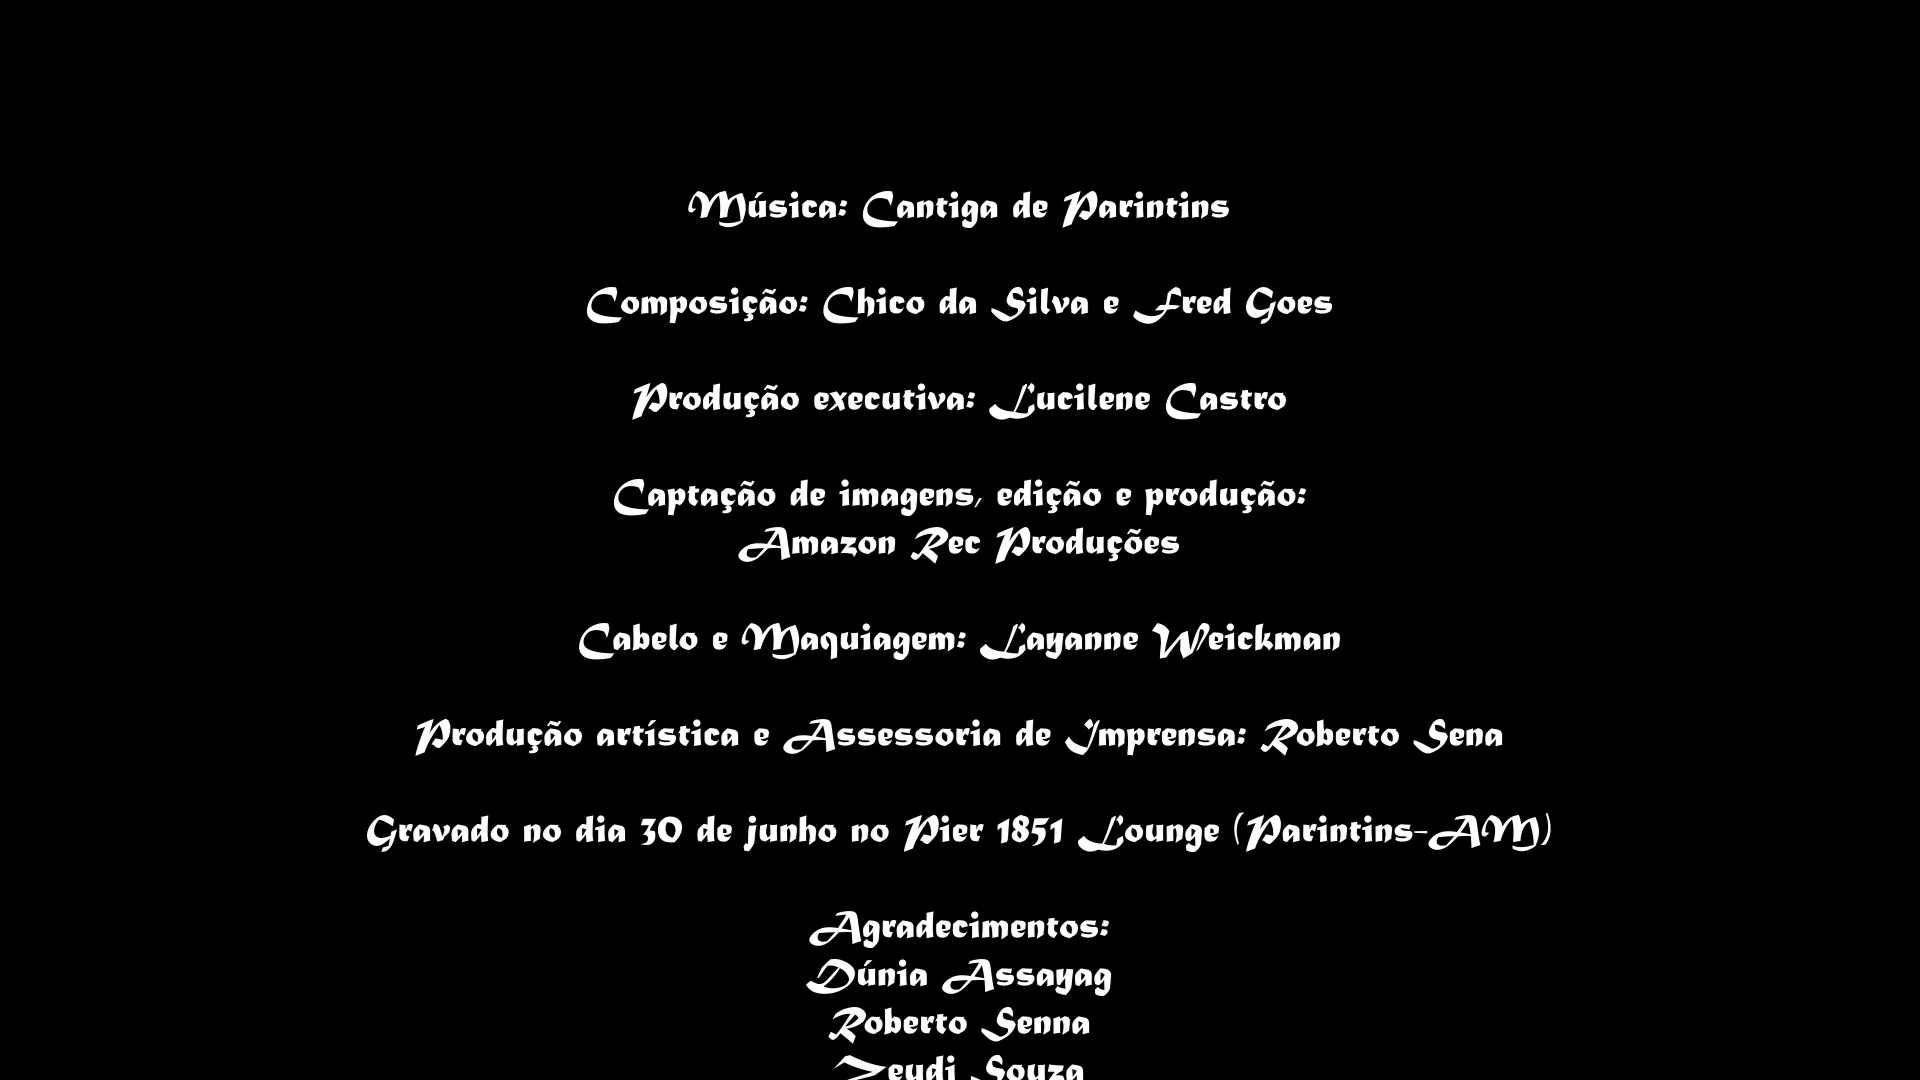 Música: Cantiga de Parintins
Composição: Chico da Silva e Fred Goes
Produção executiva: Lucilene Castro
Captação de imagens, edição e produção:
Amazon Rec Produções
Cabelo e Maquiagem: Layanne Weickman
Produção artística e Assessoria de Imprensa: Roberto Sena
Gravado no dia 30 de junho no Pier 1851 Lounge (Parintins-AM)
Agradecimentos:
Dúnia Assayag
Roberto Senna
Souza